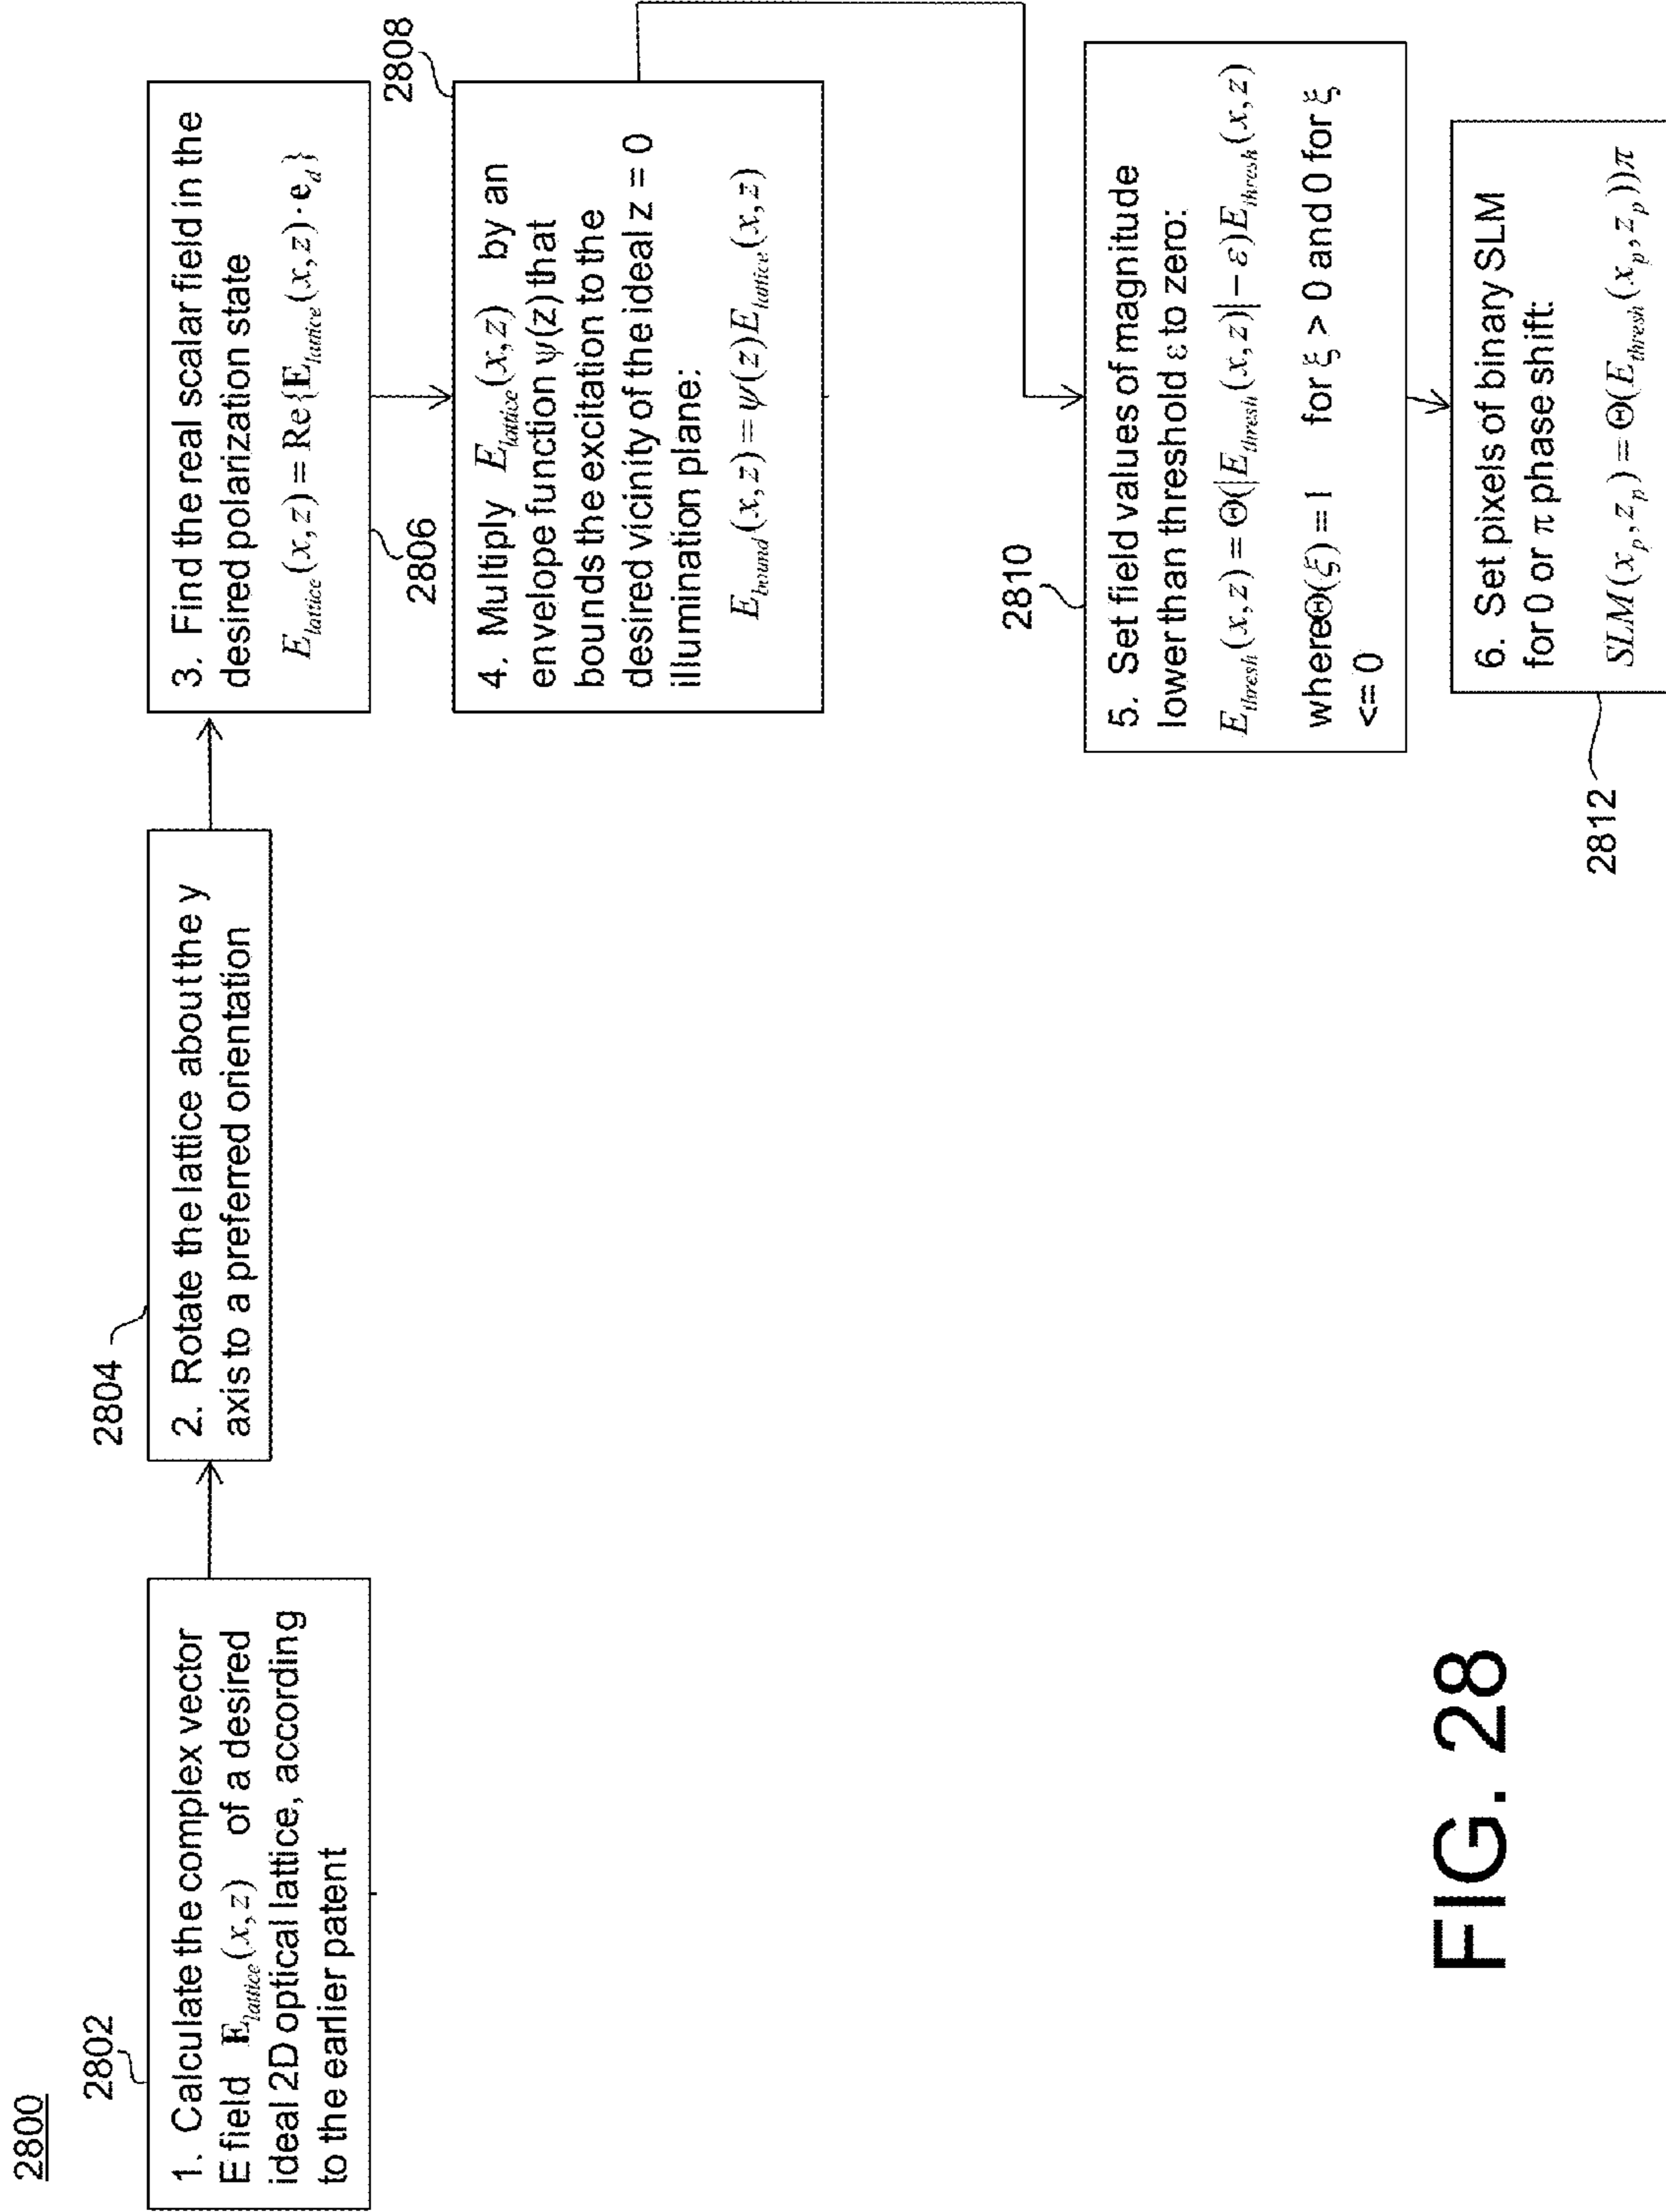 2800
2802
1. Calculate the complex vector
E field E_lattice(x, z) of a desired
ideal 2D optical lattice, according
to the earlier patent
2804
2. Rotate the lattice about the y
axis to a preferred orientation
3. Find the real scalar field in the
desired polarization state
E_lattice(x, z) = Re{E_lattice(x, z) · e_d}
2806
2808
4. Multiply E_lattice(x, z) by an
envelope function ψ(z) that
bounds the excitation to the
desired vicinity of the ideal z = 0
illumination plane:
E_bound(x, z) = ψ(z)E_lattice(x, z)
2810
5. Set field values of magnitude
lower than threshold ε to zero:
E_thresh(x, z) = Θ(|E_thresh(x, z)| − ε)E_thresh(x, z)
where Θ(ξ) = 1 for ξ > 0 and 0 for ξ
<= 0
6. Set pixels of binary SLM
for 0 or π phase shift:
SLM(x_p, z_p) = Θ(E_thresh(x_p, z_p))π
2812
FIG. 28